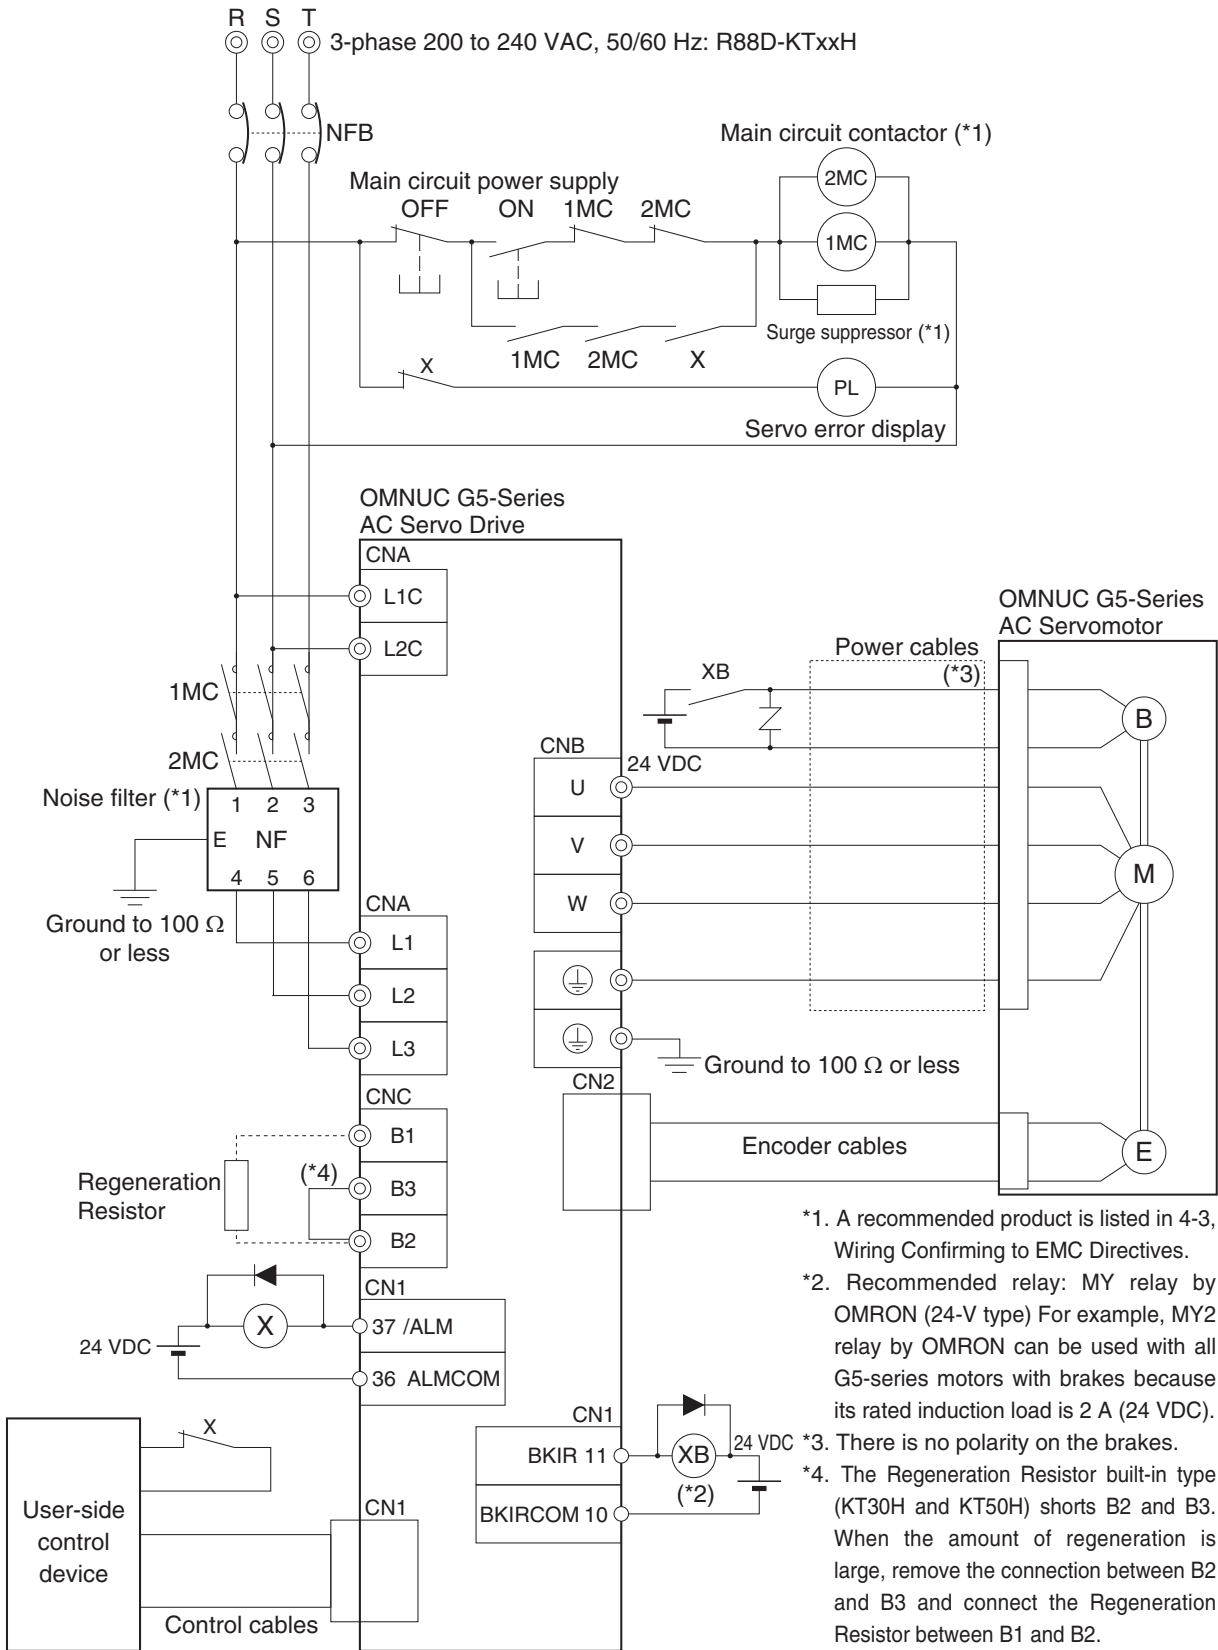 R S T
3-phase 200 to 240 VAC, 50/60 Hz: R88D-KTxxH
NFB
Main circuit contactor (*1)
Main circuit power supply
OFF ON 1MC 2MC
2MC
1MC
Surge suppressor (*1)
1MC 2MC X
X
PL
Servo error display
OMNUC G5-Series
AC Servo Drive
CNA
L1C
L2C
OMNUC G5-Series
AC Servomotor
Power cables
(*3)
XB
B
1MC
2MC
CNB
24 VDC
U
V
W
M
Noise filter (*1)
1 2 3
E NF
4 5 6
Ground to 100 Ω
or less
CNA
L1
L2
L3
Ground to 100 Ω or less
CN2
Encoder cables
E
CNC
B1
B3
B2
(*4)
Regeneration
Resistor
CN1
X
37 /ALM
24 VDC
36 ALMCOM
X
User-side
control
device
CN1
Control cables
CN1
BKIR 11
XB
24 VDC
(*2)
BKIRCOM 10
*1. A recommended product is listed in 4-3,
Wiring Confirming to EMC Directives.
*2. Recommended relay: MY relay by
OMRON (24-V type) For example, MY2
relay by OMRON can be used with all
G5-series motors with brakes because
its rated induction load is 2 A (24 VDC).
*3. There is no polarity on the brakes.
*4. The Regeneration Resistor built-in type
(KT30H and KT50H) shorts B2 and B3.
When the amount of regeneration is
large, remove the connection between B2
and B3 and connect the Regeneration
Resistor between B1 and B2.